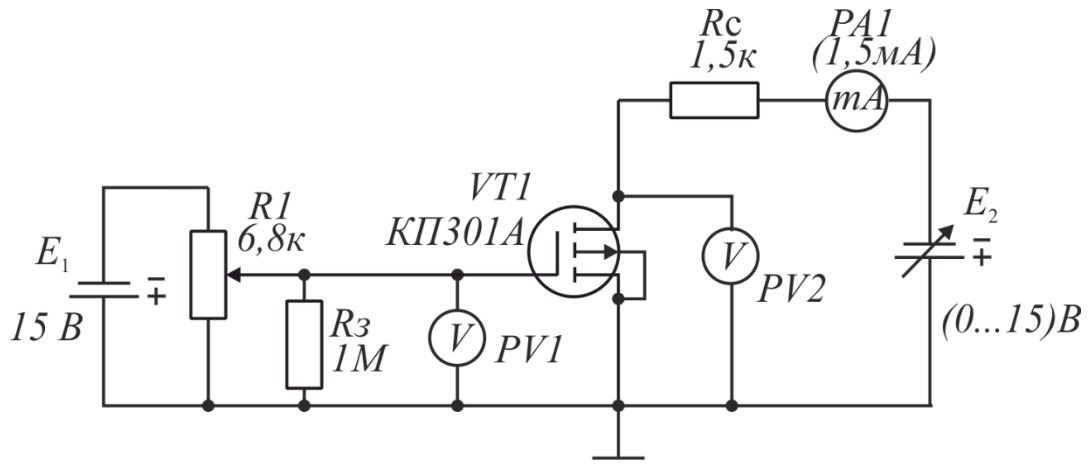 Rc
1,5к
PA1
(1,5мА)
mA
VT1
КП301А
R1
6,8к
E₁
− +
15 В
Rз
1М
V
PV1
V
PV2
E₂
− +
(0...15)В